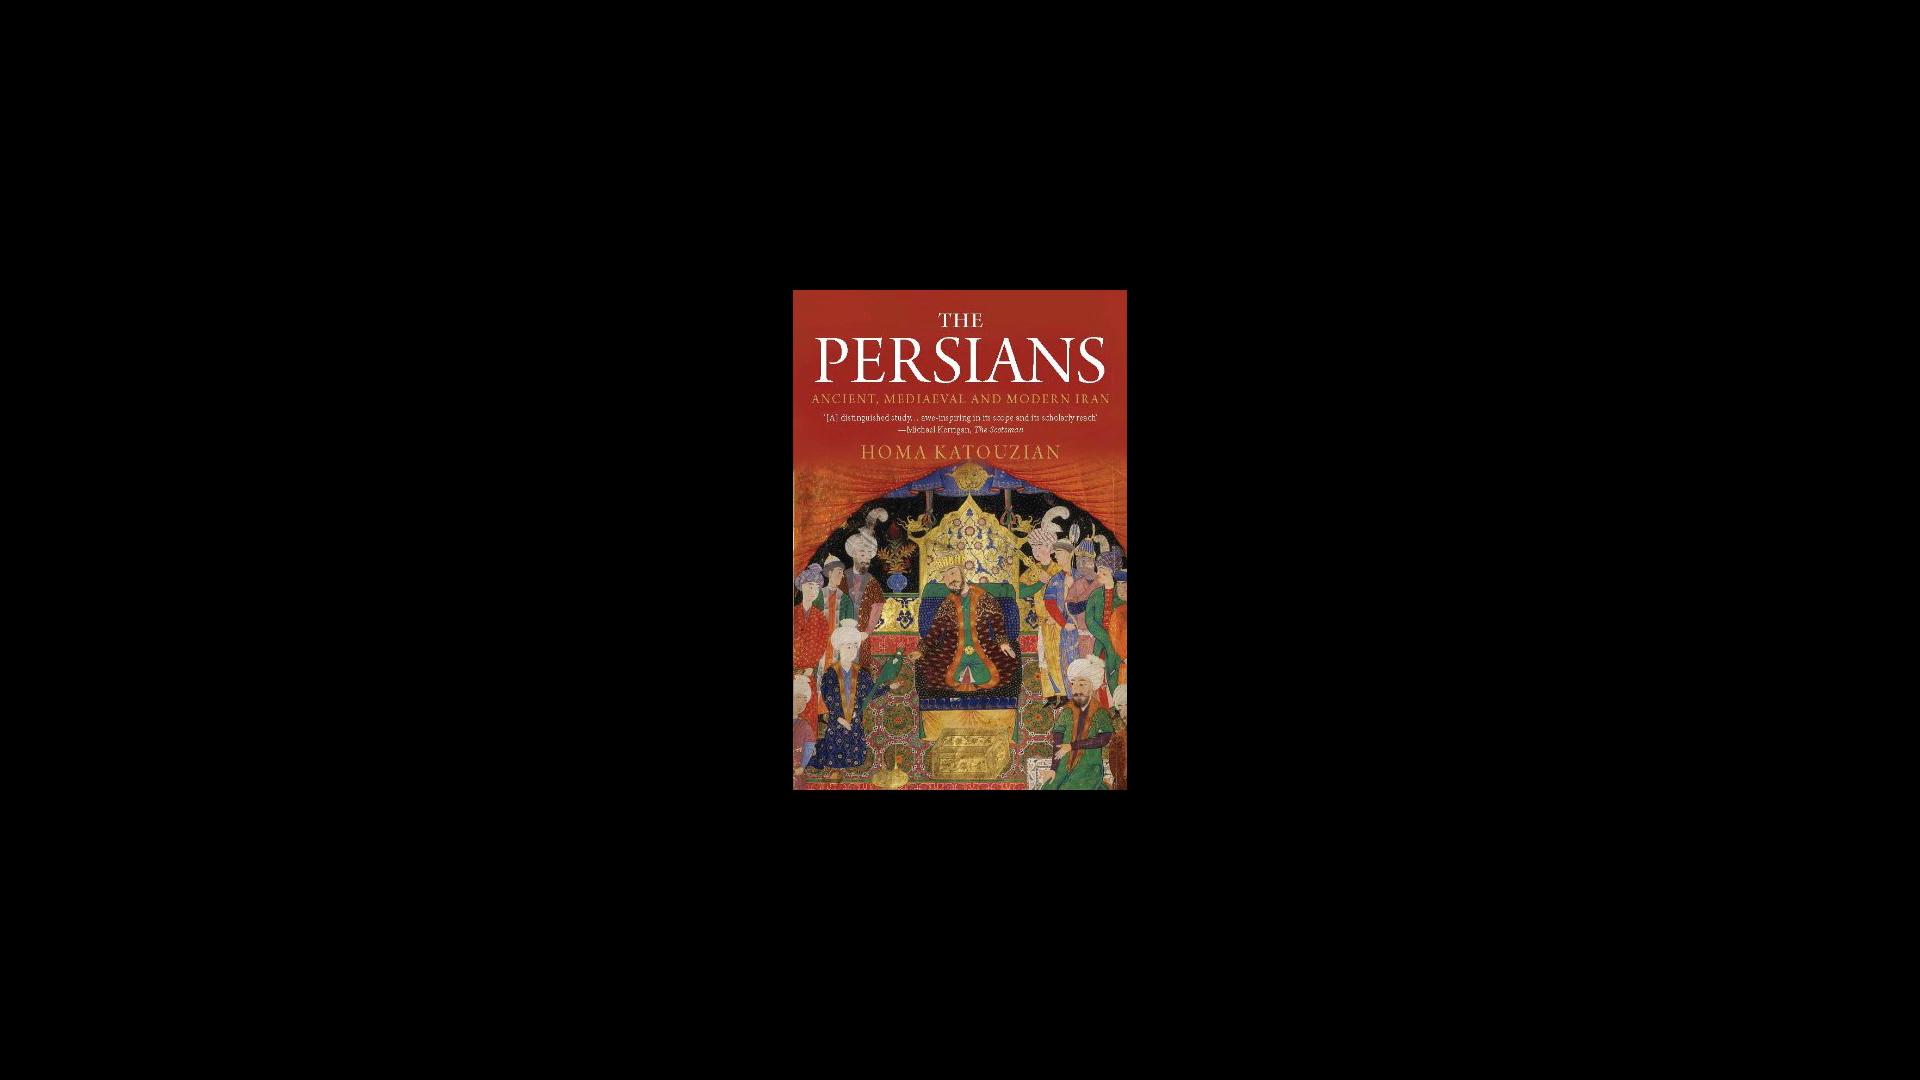 THE
PERSIANS
ANCIENT, MEDIAEVAL AND MODERN IRAN
'[A] distinguished study... awe-inspiring in its scope and its scholarly reach'
—Michael Kerrigan, The Scotsman
HOMA KATOUZIAN